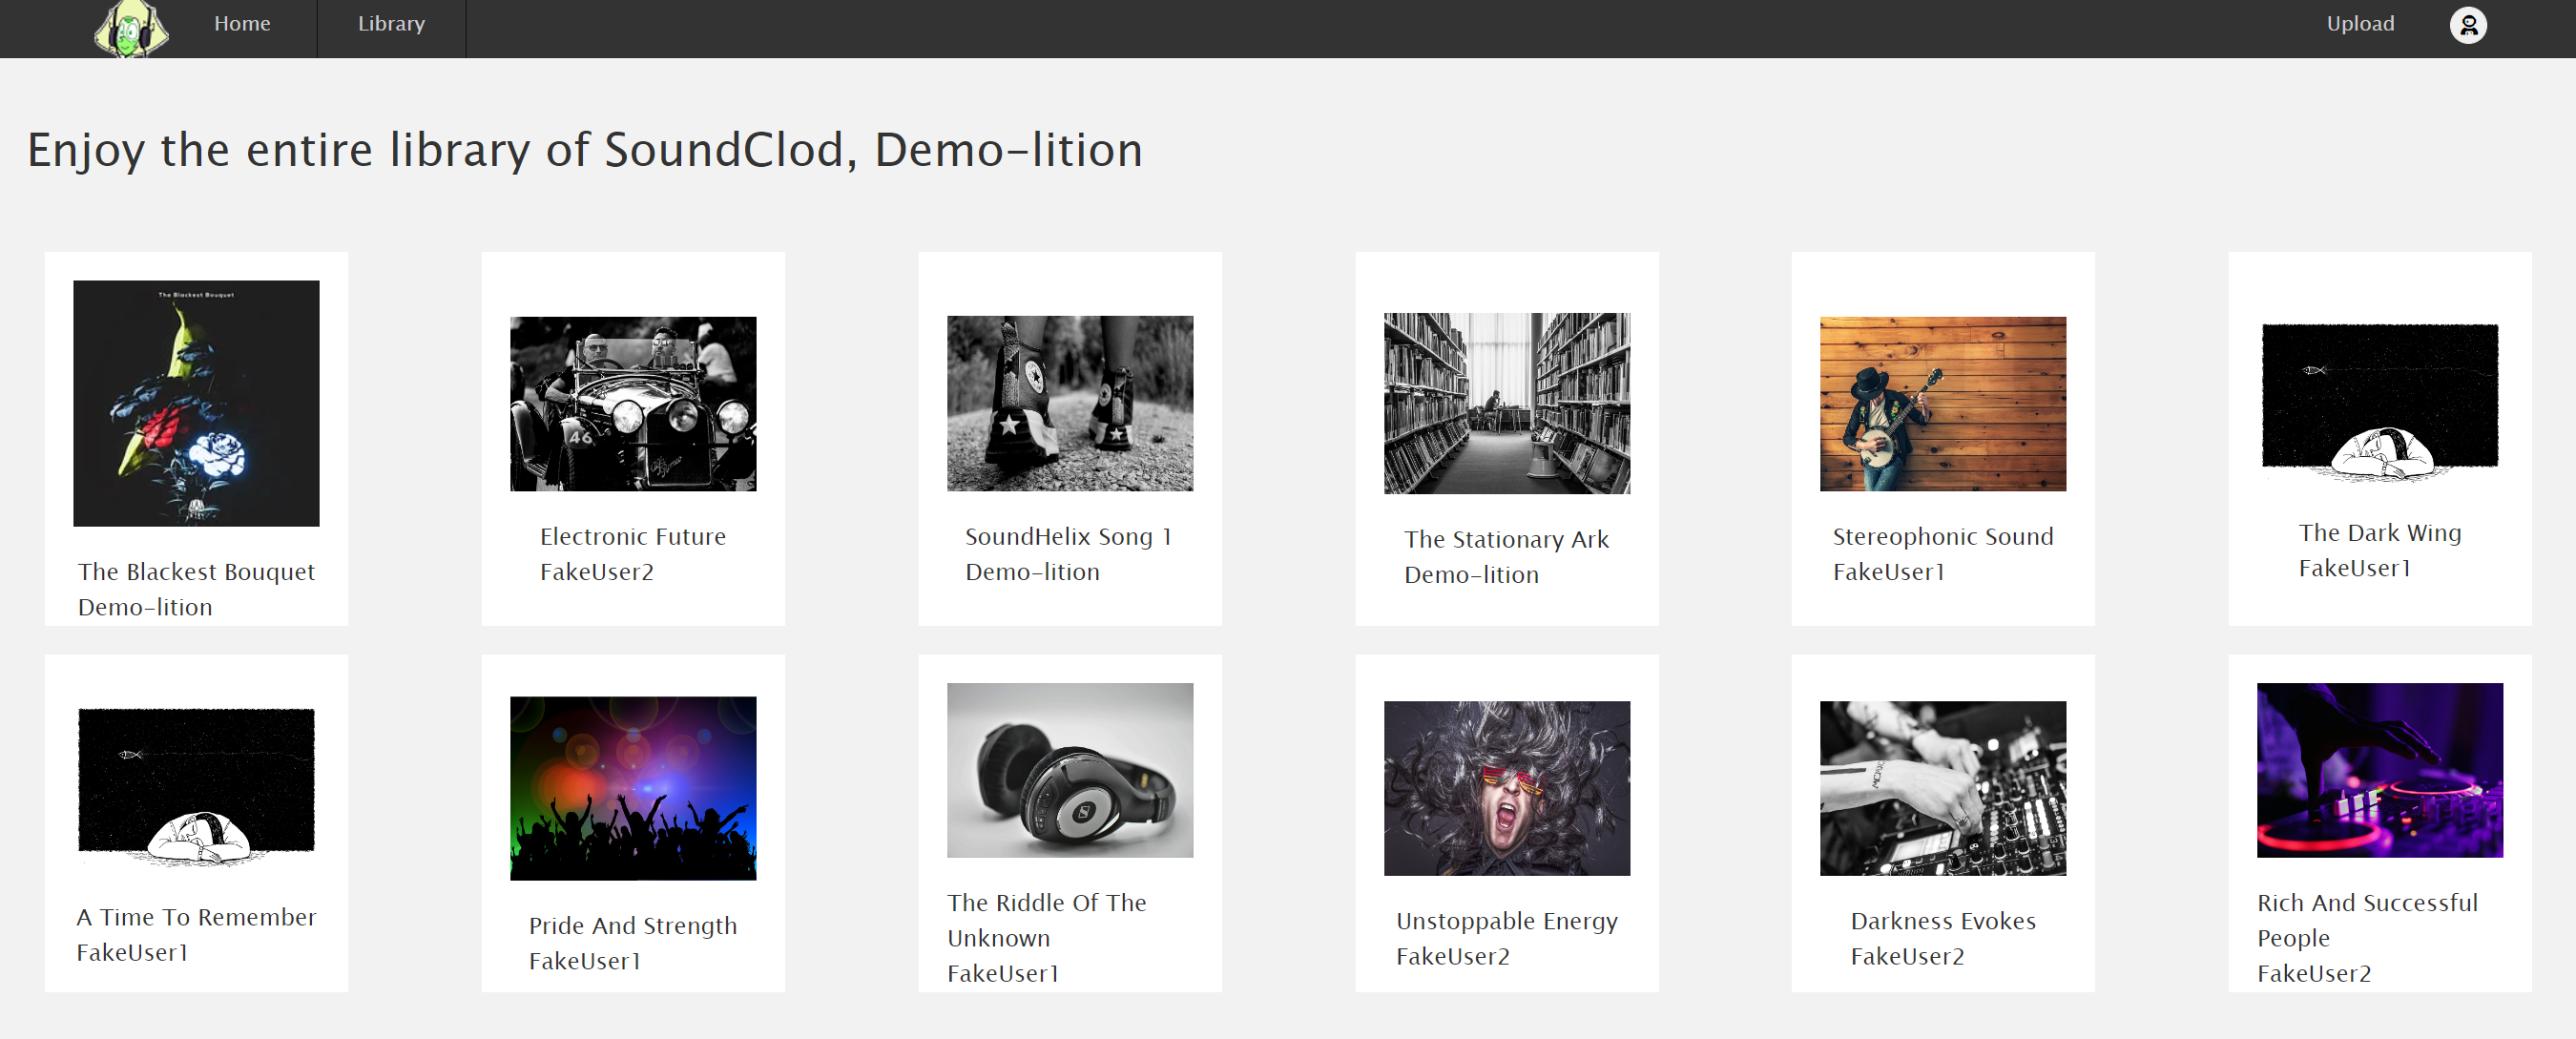 Home
Library
Upload
Enjoy the entire library of SoundClod, Demo-lition
The Blackest Bouquet
The Blackest Bouquet
Demo-lition
46
Electronic Future
FakeUser2
SoundHelix Song 1
Demo-lition
The Stationary Ark
Demo-lition
Stereophonic Sound
FakeUser1
The Dark Wing
FakeUser1
A Time To Remember
FakeUser1
Pride And Strength
FakeUser1
The Riddle Of The
Unknown
FakeUser1
Unstoppable Energy
FakeUser2
Darkness Evokes
FakeUser2
Rich And Successful
People
FakeUser2